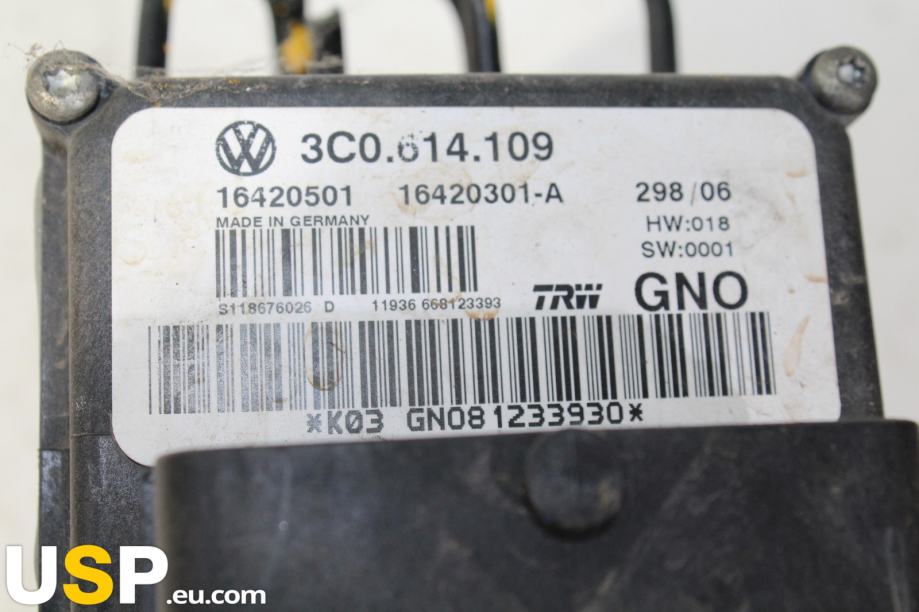 3C0.614.109
16420501 16420301-A 298/06
MADE IN GERMANY
HW:018
SW:0001
S118676026 D 11936 668123393
TRW GNO
*K03 GNO81233930*
USP.eu.com